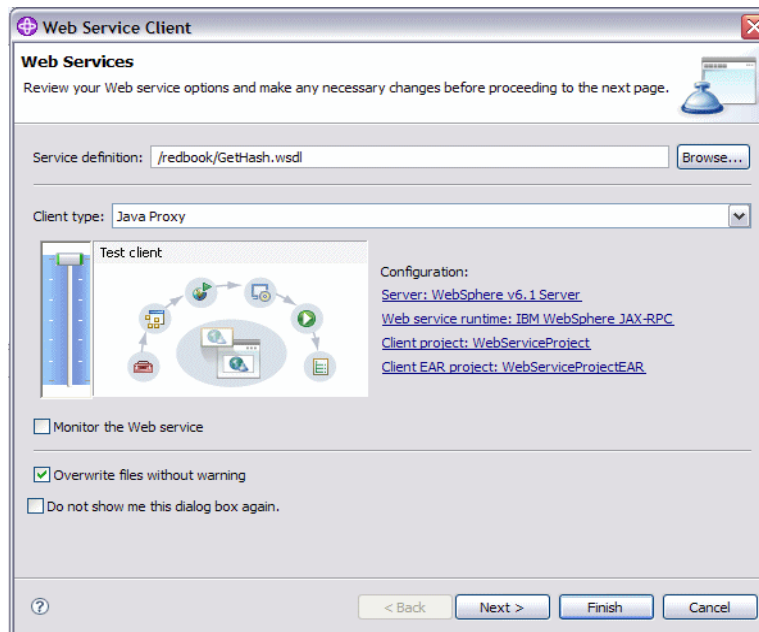 Web Service Client
Web Services
Review your Web service options and make any necessary changes before proceeding to the next page.
Service definition: /redbook/GetHash.wsdl Browse...
Client type: Java Proxy
Test client
Configuration:
Server: WebSphere v6.1 Server
Web service runtime: IBM WebSphere JAX-RPC
Client project: WebServiceProject
Client EAR project: WebServiceProjectEAR
Monitor the Web service
Overwrite files without warning
Do not show me this dialog box again.
? < Back Next > Finish Cancel